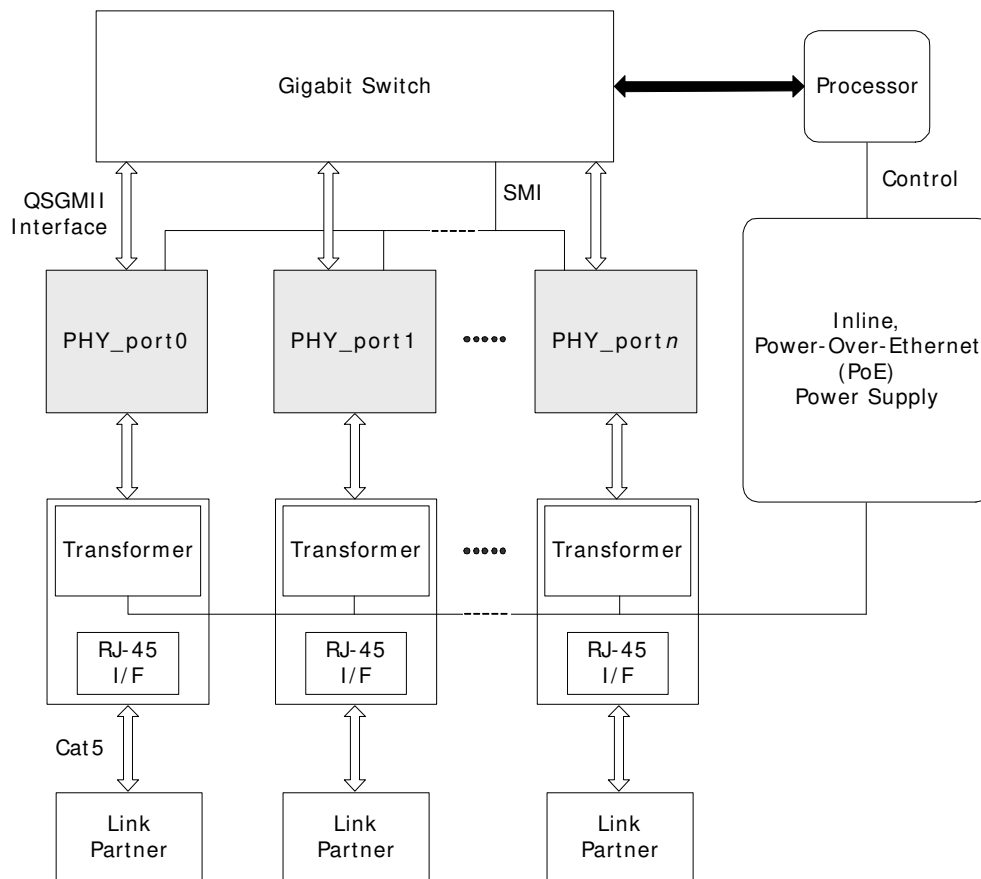 Gigabit Switch
Processor
QSGMII
Interface
SMI
Control
PHY_port0
PHY_port1
PHY_portn
Inline,
Power-Over-Ethernet
(PoE)
Power Supply
Transformer
Transformer
Transformer
RJ-45
I/F
RJ-45
I/F
RJ-45
I/F
Cat5
Link
Partner
Link
Partner
Link
Partner